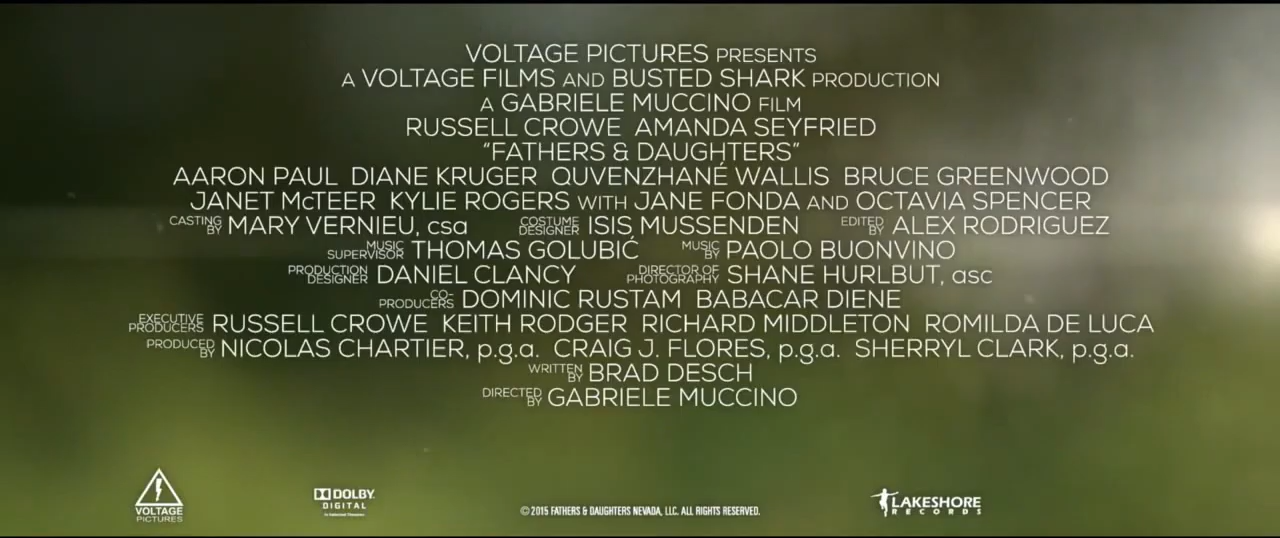 VOLTAGE PICTURES PRESENTS
A VOLTAGE FILMS AND BUSTED SHARK PRODUCTION
A GABRIELE MUCCINO FILM
RUSSELL CROWE AMANDA SEYFRIED
“FATHERS & DAUGHTERS”
AARON PAUL DIANE KRUGER QUVENZHANÉ WALLIS BRUCE GREENWOOD
JANET McTEER KYLIE ROGERS WITH JANE FONDA AND OCTAVIA SPENCER
CASTING BY MARY VERNIEU, csa COSTUME DESIGNER ISIS MUSSENDEN EDITED BY ALEX RODRIGUEZ
MUSIC SUPERVISOR THOMAS GOLUBIĆ MUSIC BY PAOLO BUONVINO
PRODUCTION DESIGNER DANIEL CLANCY DIRECTOR OF PHOTOGRAPHY SHANE HURLBUT, asc
CO-PRODUCERS DOMINIC RUSTAM BABACAR DIENE
EXECUTIVE PRODUCERS RUSSELL CROWE KEITH RODGER RICHARD MIDDLETON ROMILDA DE LUCA
PRODUCED BY NICOLAS CHARTIER, p.g.a. CRAIG J. FLORES, p.g.a. SHERRYL CLARK, p.g.a.
WRITTEN BY BRAD DESCH
DIRECTED BY GABRIELE MUCCINO
VOLTAGE PICTURES
DOLBY DIGITAL
In Selected Theatres
© 2015 FATHERS & DAUGHTERS NEVADA, LLC. ALL RIGHTS RESERVED.
LAKESHORE RECORDS